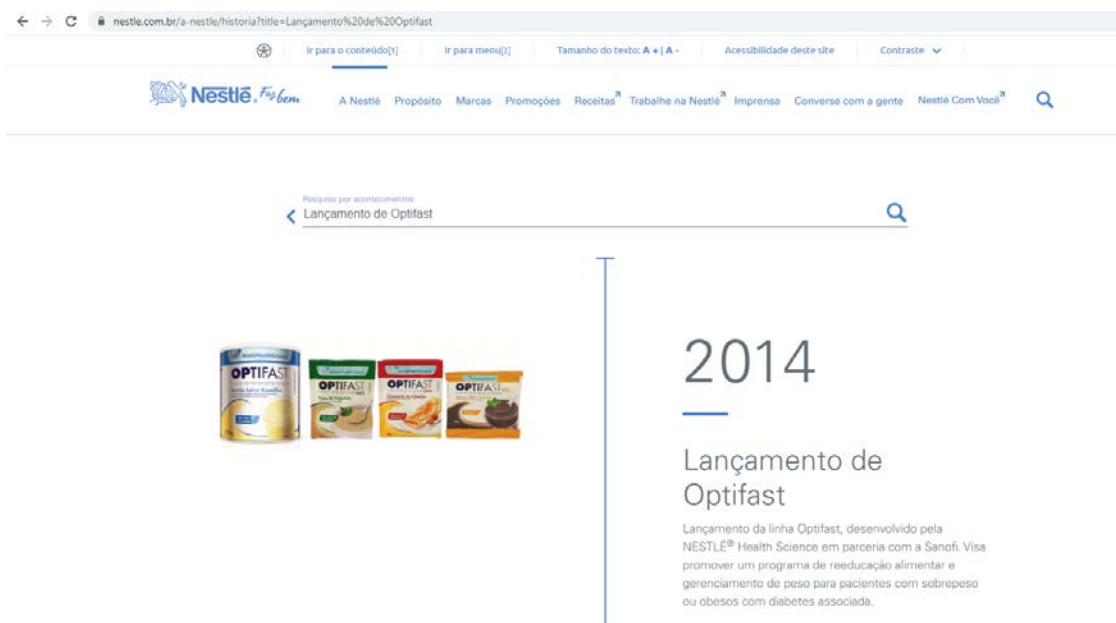 nestle.com.br/a-nestle/historia?title=Lançamento%20de%20Optifast
Ir para o conteúdo[1] Ir para menu[2] Tamanho do texto: A + | A - Acessibilidade deste site Contraste
Nestlé. Faz bem A Nestlé Propósito Marcas Promoções Receitas Trabalhe na Nestlé Imprensa Converse com a gente Nestlé Com Você
Pesquise por acontecimentos
Lançamento de Optifast
OPTIFAST OPTIFAST OPTIFAST OPTIFAST
2014
Lançamento de
Optifast
Lançamento da linha Optifast, desenvolvido pela
NESTLÉ® Health Science em parceria com a Sanofi. Visa
promover um programa de reeducação alimentar e
gerenciamento de peso para pacientes com sobrepeso
ou obesos com diabetes associada.